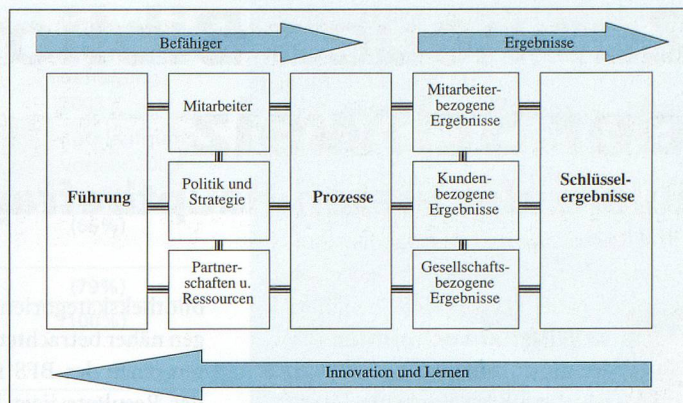 Befähiger
Ergebnisse
Führung
Mitarbeiter
Politik und
Strategie
Partner-
schaften u.
Ressourcen
Prozesse
Mitarbeiter-
bezogene
Ergebnisse
Kunden-
bezogene
Ergebnisse
Gesellschafts-
bezogene
Ergebnisse
Schlüssel-
ergebnisse
Innovation und Lernen